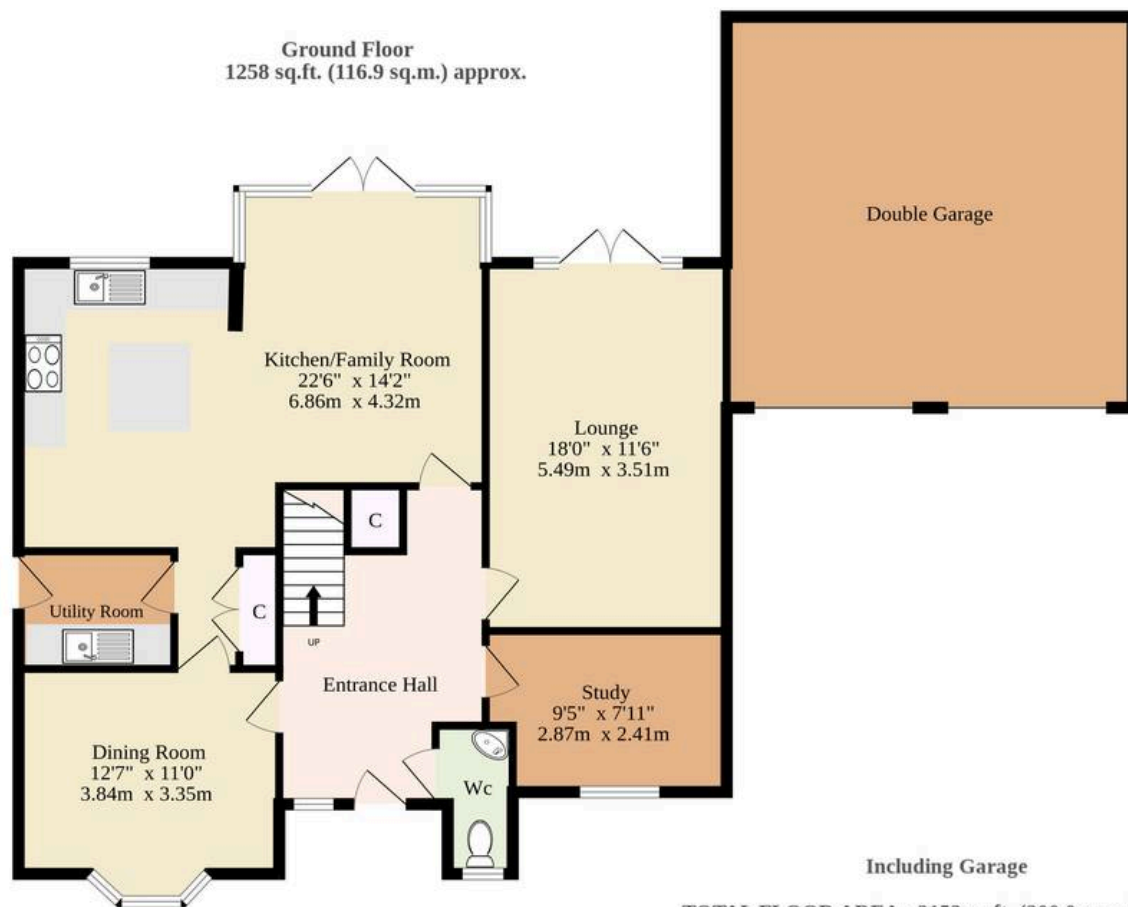 Ground Floor
1258 sq.ft. (116.9 sq.m.) approx.
Double Garage
Kitchen/Family Room
22'6" x 14'2"
6.86m x 4.32m
Lounge
18'0" x 11'6"
5.49m x 3.51m
C
C
Utility Room
UP
Entrance Hall
Study
9'5" x 7'11"
2.87m x 2.41m
Dining Room
12'7" x 11'0"
3.84m x 3.35m
Wc
Including Garage
TOTAL FLOOR AREA